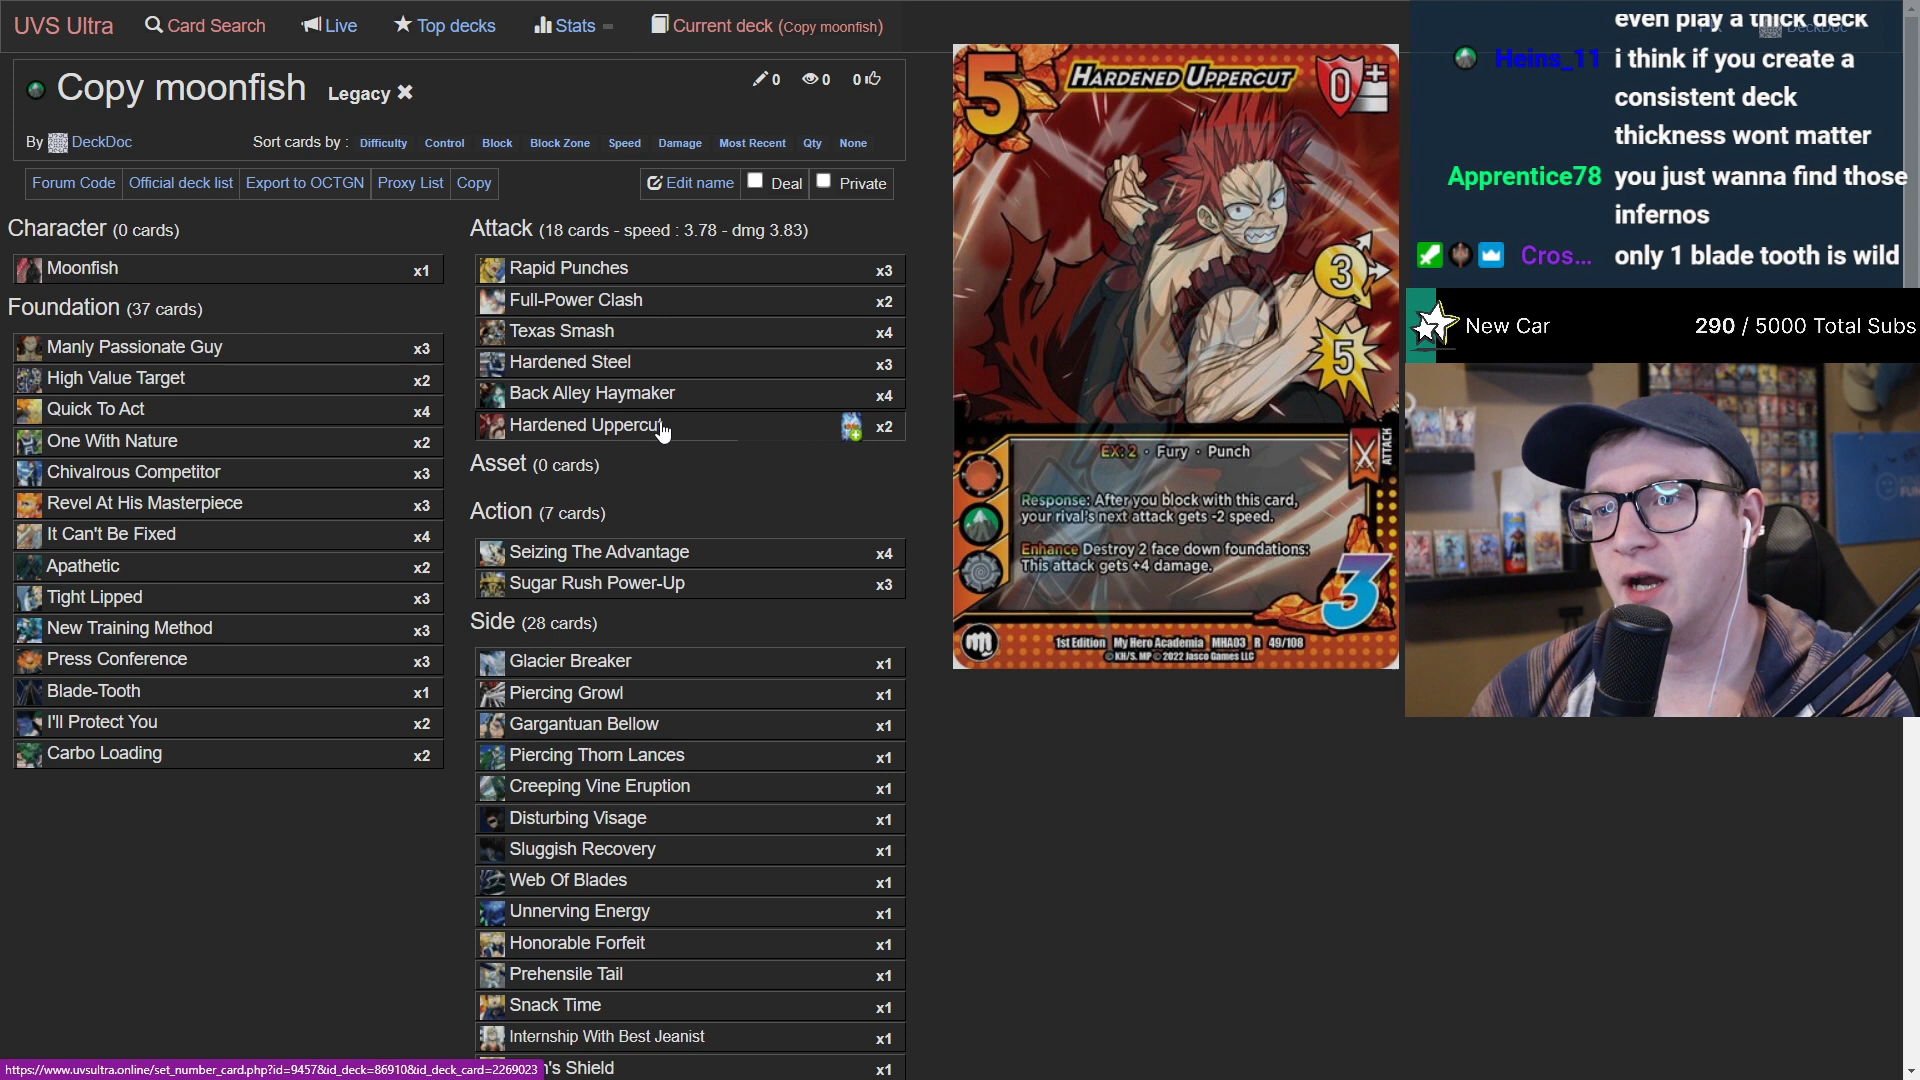 UVS Ultra
Card Search
Live
Top decks
Stats
Current deck (Copy moonfish)
Copy moonfish Legacy
0 0 0
By DeckDoc
Sort cards by : Difficulty Control Block Block Zone Speed Damage Most Recent Qty None
Forum Code Official deck list Export to OCTGN Proxy List Copy
Edit name Deal Private
Character (0 cards)
Moonfish x1
Foundation (37 cards)
Manly Passionate Guy x3
High Value Target x2
Quick To Act x4
One With Nature x2
Chivalrous Competitor x3
Revel At His Masterpiece x3
It Can't Be Fixed x4
Apathetic x2
Tight Lipped x3
New Training Method x3
Press Conference x3
Blade-Tooth x1
I'll Protect You x2
Carbo Loading x2
Attack (18 cards - speed : 3.78 - dmg 3.83)
Rapid Punches x3
Full-Power Clash x2
Texas Smash x4
Hardened Steel x3
Back Alley Haymaker x4
Hardened Uppercut x2
Asset (0 cards)
Action (7 cards)
Seizing The Advantage x4
Sugar Rush Power-Up x3
Side (28 cards)
Glacier Breaker x1
Piercing Growl x1
Gargantuan Bellow x1
Piercing Thorn Lances x1
Creeping Vine Eruption x1
Disturbing Visage x1
Sluggish Recovery x1
Web Of Blades x1
Unnerving Energy x1
Honorable Forfeit x1
Prehensile Tail x1
Snack Time x1
Internship With Best Jeanist x1
's Shield x1
https://www.uvsultra.online/set_number_card.php?id=9457&id_deck=86910&id_deck_card=2269023
5
HARDENED UPPERCUT
0 +
3
5
ATTACK
EX: 2 · Fury · Punch
Response: After you block with this card,
your rival's next attack gets -2 speed.
Enhance Destroy 2 face down foundations:
This attack gets +4 damage.
3
1st Edition My Hero Academia MHA03 R 49/108
©KH/S. MP ©2022 Jasco Games LLC
DeckDoc
even play a thick deck
Heins_11 i think if you create a
consistent deck
thickness wont matter
Apprentice78 you just wanna find those
infernos
Cros... only 1 blade tooth is wild
New Car 290 / 5000 Total Subs